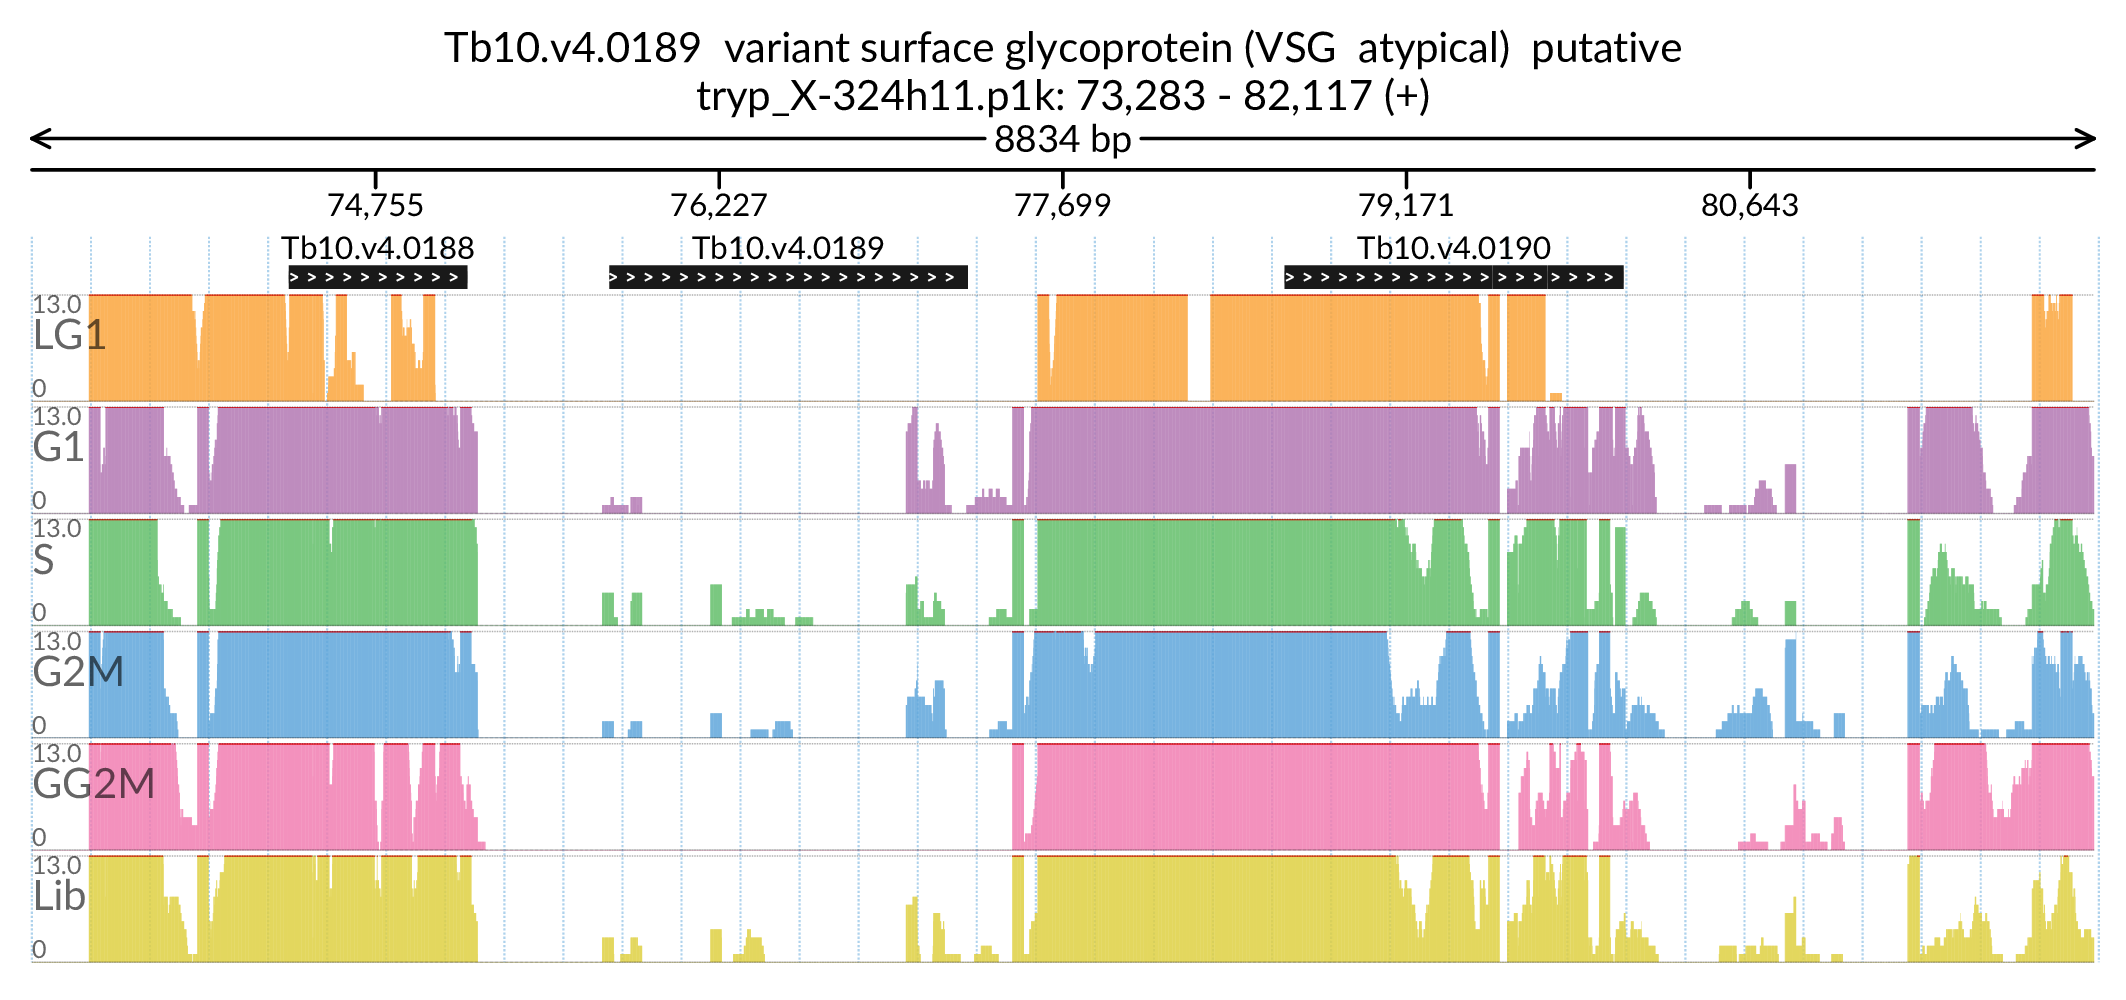 Tb10.v4.0189  variant surface glycoprotein (VSG  atypical)  putative
tryp_X-324h11.p1k: 73,283 - 82,117 (+)
8834 bp
74,755 76,227 77,699 79,171 80,643
Tb10.v4.0188 Tb10.v4.0189 Tb10.v4.0190
13.0
LG1
0
13.0
G1
0
13.0
S
0
13.0
G2M
0
13.0
GG2M
0
13.0
Lib
0